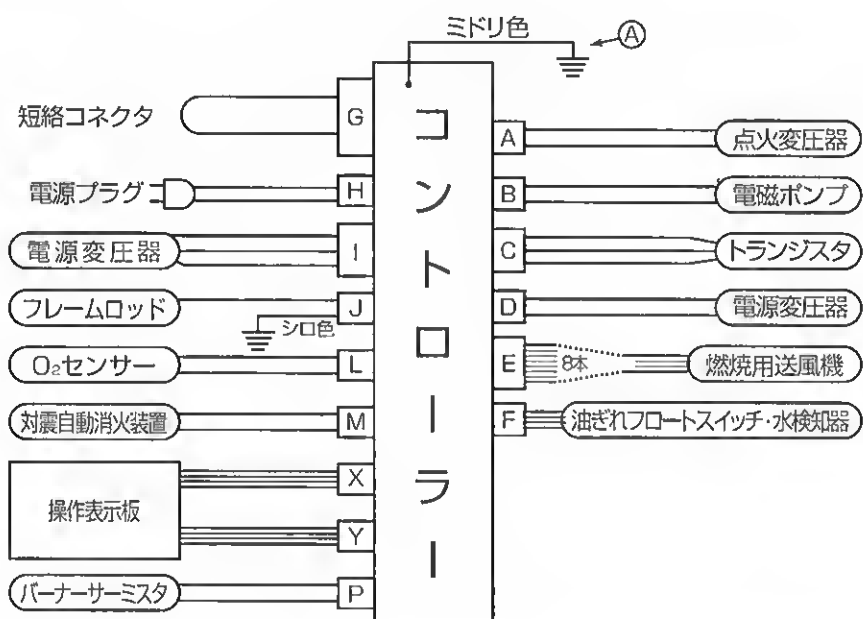 ミドリ色
Ⓐ
短絡コネクタ
G
電源プラグ
H
電源変圧器
I
フレームロッド
J
シロ色
O₂センサー
L
対震自動消火装置
M
操作表示板
X
Y
バーナーサーミスタ
P
コントローラー
A
点火変圧器
B
電磁ポンプ
C
トランジスタ
D
電源変圧器
E
8本
燃焼用送風機
F
油ぎれフロートスイッチ・水検知器